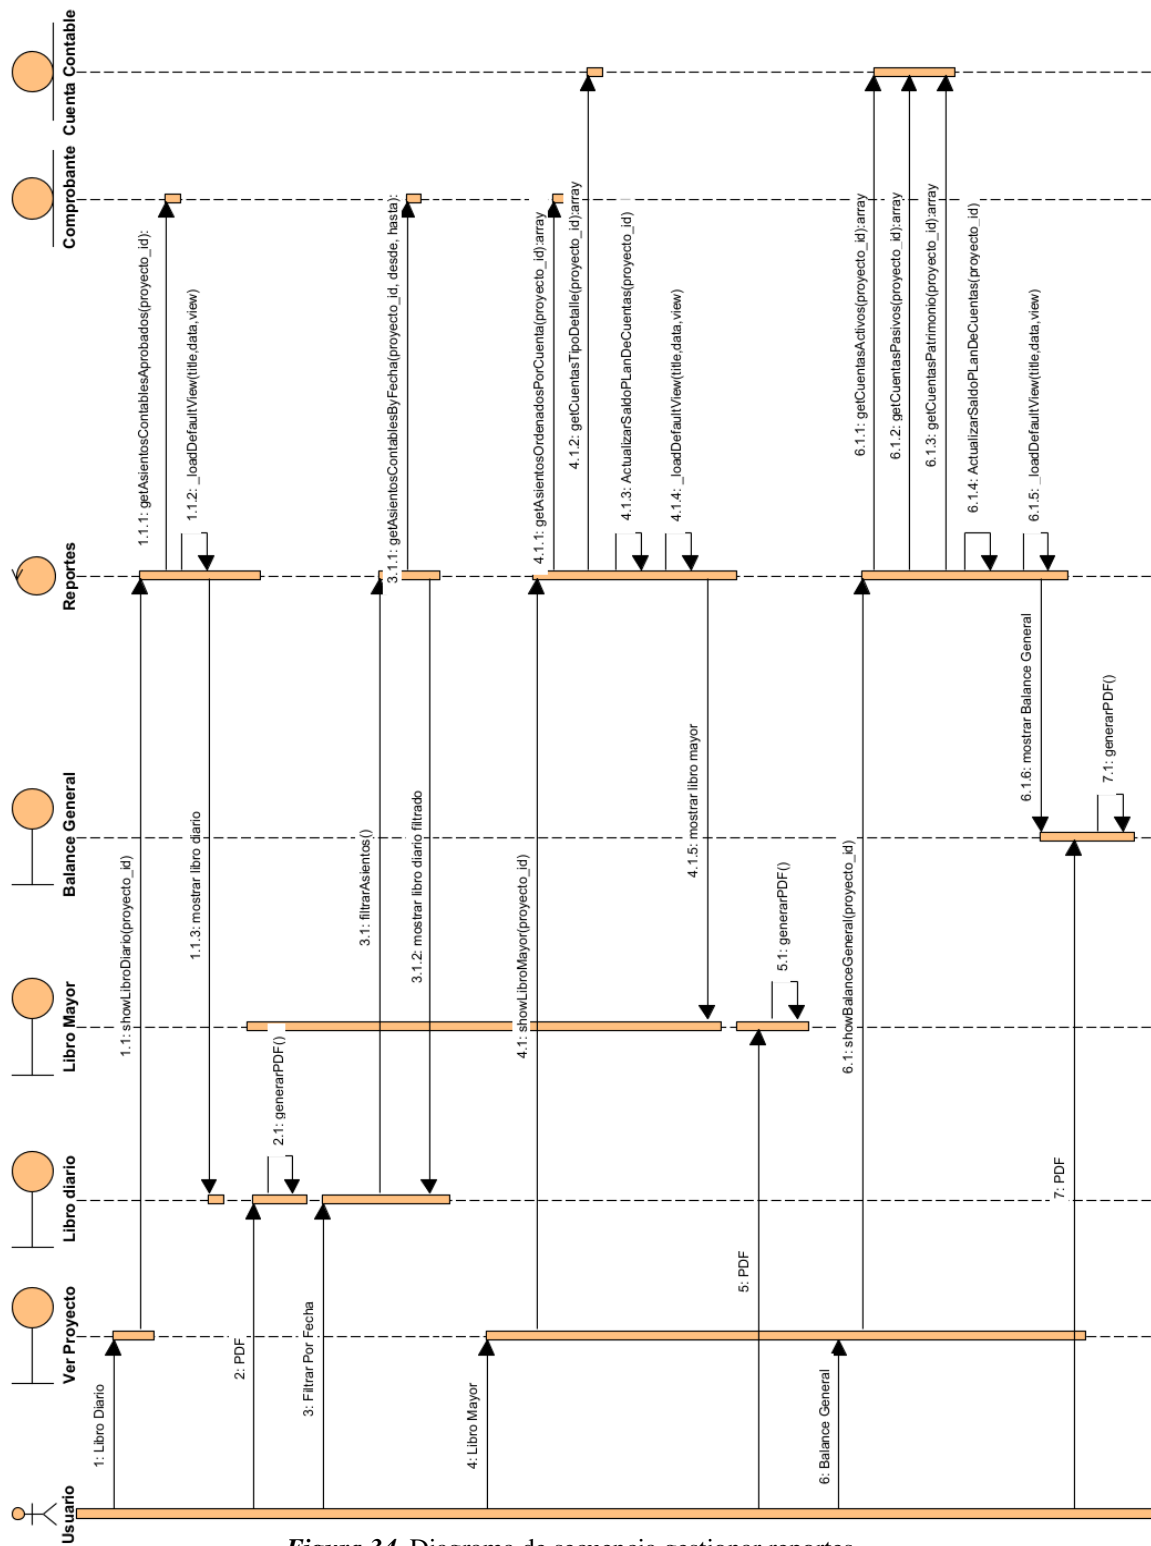 Usuario
Ver Proyecto
Libro diario
Libro Mayor
Balance General
Reportes
Comprobante
Cuenta Contable
1: Libro Diario
1.1: showLibroDiario(proyecto_id)
1.1.1: getAsientosContablesAprobados(proyecto_id):
1.1.2: _loadDefaultView(title,data,view)
1.1.3: mostrar libro diario
2: PDF
2.1: generarPDF()
3: Filtrar Por Fecha
3.1: filtrarAsientos()
3.1.1: getAsientosContablesByFecha(proyecto_id, desde, hasta):
3.1.2: mostrar libro diario filtrado
4: Libro Mayor
4.1: showLibroMayor(proyecto_id)
4.1.1: getAsientosOrdenadosPorCuenta(proyecto_id):array
4.1.2: getCuentasTipoDetalle(proyecto_id):array
4.1.3: ActualizarSaldoPLanDeCuentas(proyecto_id)
4.1.4: _loadDefaultView(title,data,view)
4.1.5: mostrar libro mayor
5: PDF
5.1: generarPDF()
6: Balance General
6.1: showBalanceGeneral(proyecto_id)
6.1.1: getCuentasActivos(proyecto_id):array
6.1.2: getCuentasPasivos(proyecto_id):array
6.1.3: getCuentasPatrimonio(proyecto_id):array
6.1.4: ActualizarSaldoPLanDeCuentas(proyecto_id)
6.1.5: _loadDefaultView(title,data,view)
6.1.6: mostrar Balance General
7: PDF
7.1: generarPDF()
Figura 34. Diagrama de secuencia gestionar reportes